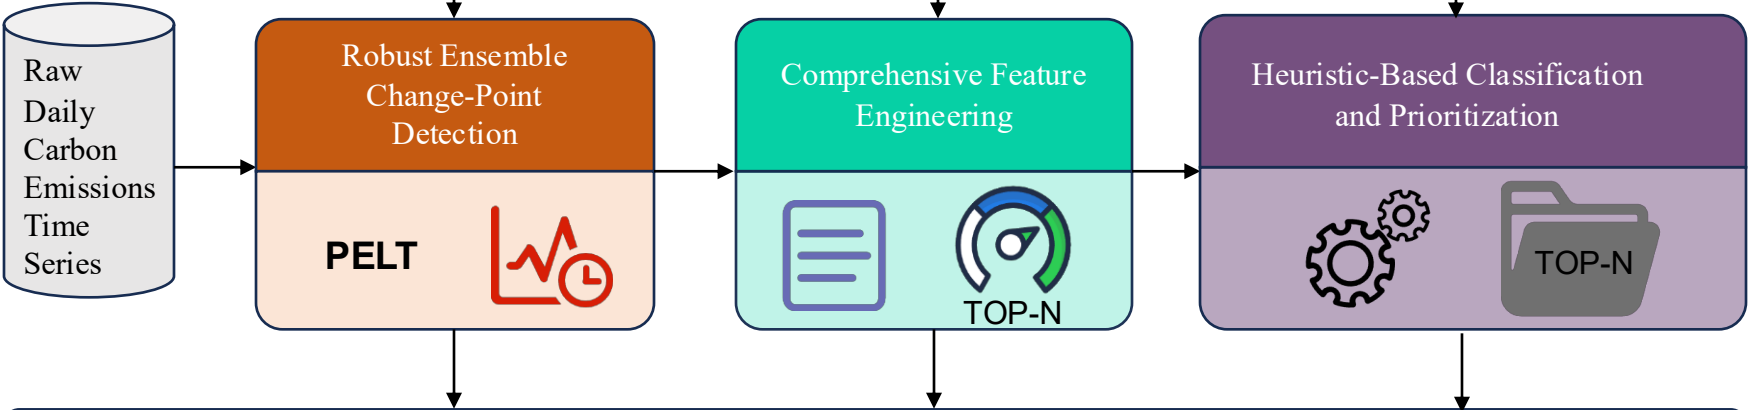 Raw
Daily
Carbon
Emissions
Time
Series
Robust Ensemble
Change-Point
Detection
PELT
Comprehensive Feature
Engineering
TOP-N
Heuristic-Based Classification
and Prioritization
TOP-N